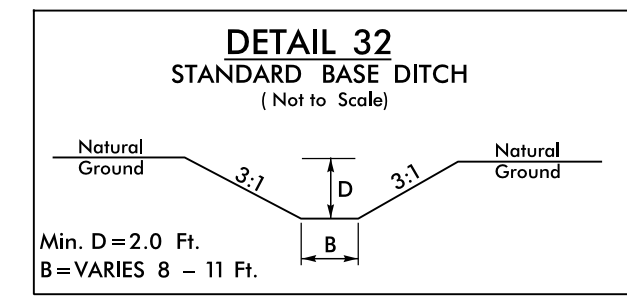 DETAIL 32
STANDARD BASE DITCH
( Not to Scale)
Natural
Ground
3:1
D
3:1
Natural
Ground
Min. D = 2.0 Ft.
B
B = VARIES 8 – 11 Ft.